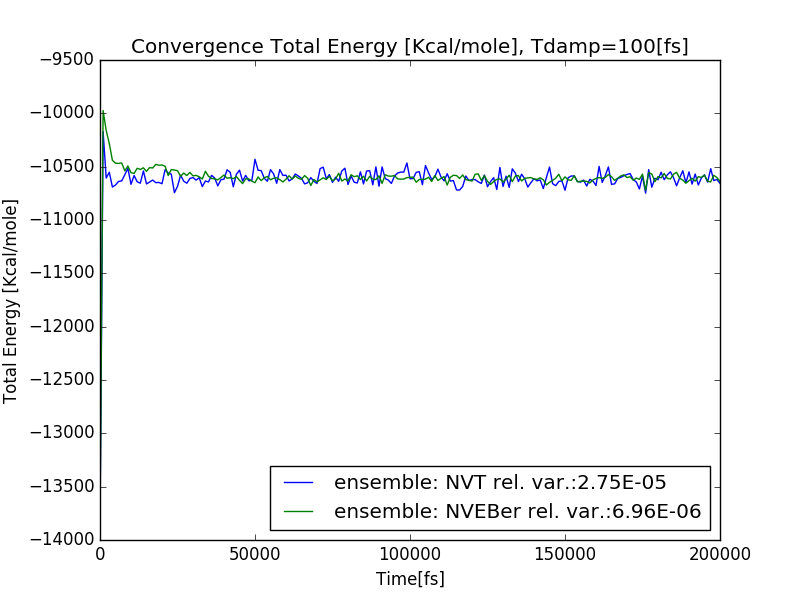 Convergence Total Energy [Kcal/mole], Tdamp=100[fs]
Total Energy [Kcal/mole]
−9500
−10000
−10500
−11000
−11500
−12000
−12500
−13000
−13500
−14000
ensemble: NVT rel. var.:2.75E-05
ensemble: NVEBer rel. var.:6.96E-06
0 50000 100000 150000 200000
Time[fs]